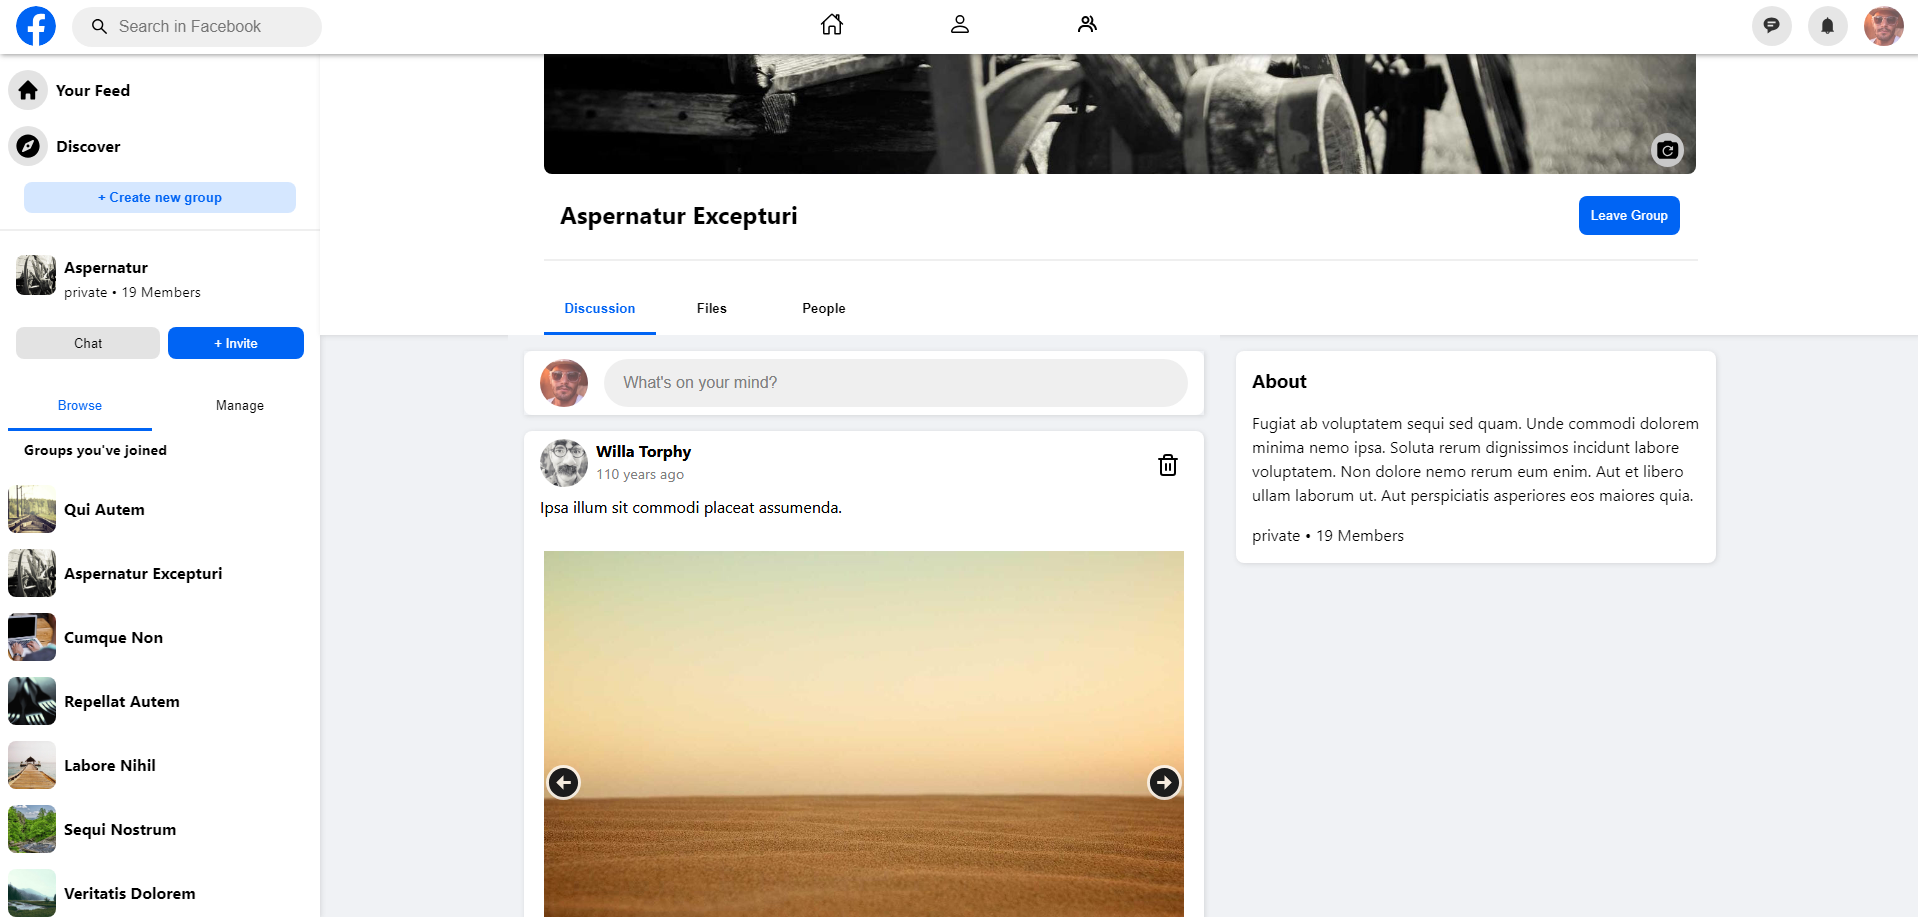 Search in Facebook
Your Feed
Discover
+ Create new group
Aspernatur
private • 19 Members
Chat
+ Invite
Browse
Manage
Groups you've joined
Qui Autem
Aspernatur Excepturi
Cumque Non
Repellat Autem
Labore Nihil
Sequi Nostrum
Veritatis Dolorem
Aspernatur Excepturi
Leave Group
Discussion
Files
People
What's on your mind?
Willa Torphy
110 years ago
Ipsa illum sit commodi placeat assumenda.
About
Fugiat ab voluptatem sequi sed quam. Unde commodi dolorem
minima nemo ipsa. Soluta rerum dignissimos incidunt labore
voluptatem. Non dolore nemo rerum eum enim. Aut et libero
ullam laborum ut. Aut perspiciatis asperiores eos maiores quia.
private • 19 Members